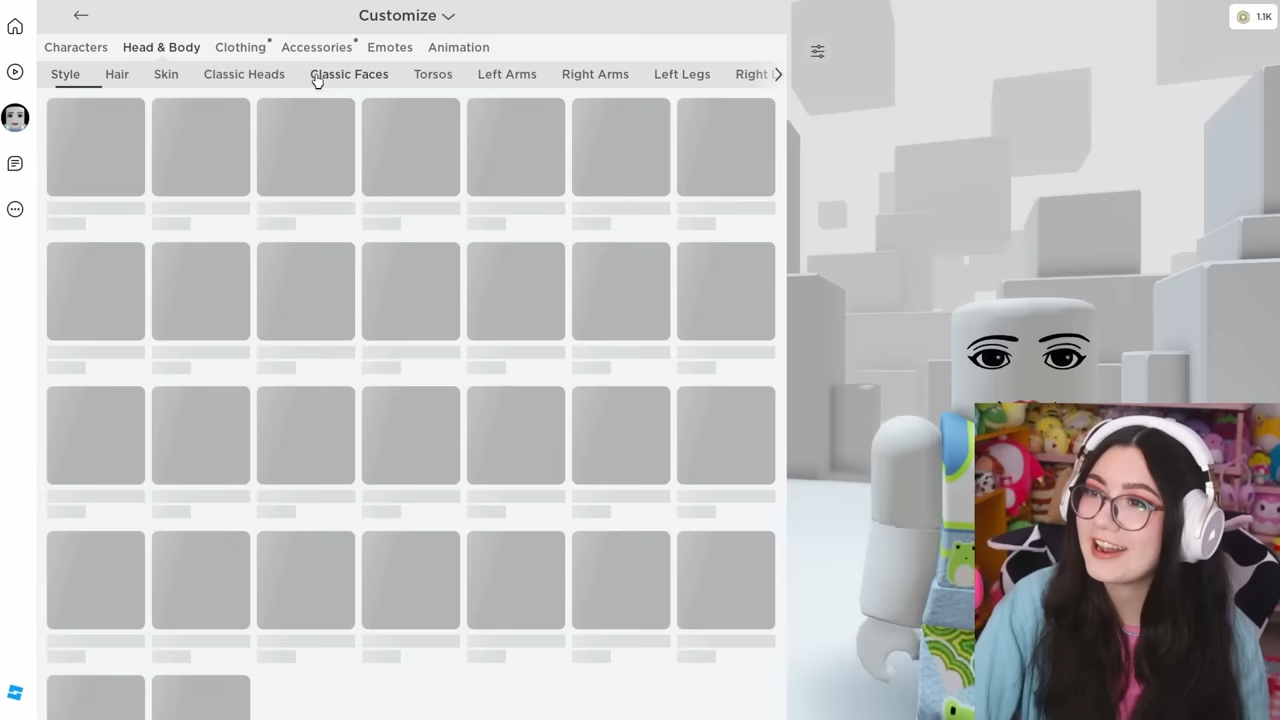 Customize
1.1K
Characters Head & Body Clothing Accessories Emotes Animation
Style Hair Skin Classic Heads Classic Faces Torsos Left Arms Right Arms Left Legs Right